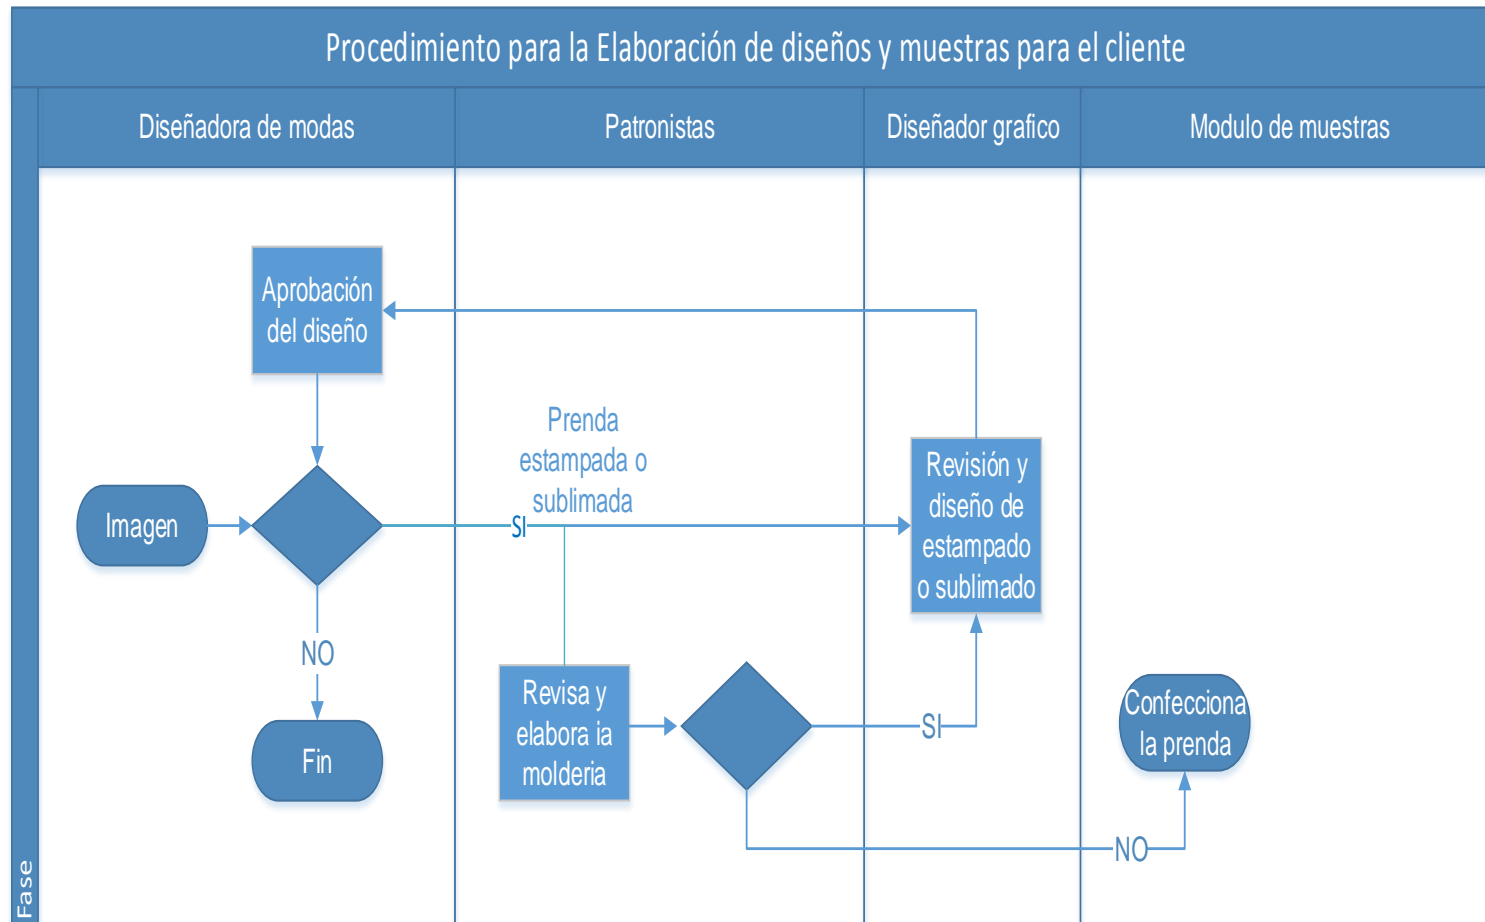 Procedimiento para la Elaboración de diseños y muestras para el cliente
Diseñadora de modas
Patronistas
Diseñador grafico
Modulo de muestras
Aprobación
del diseño
Prenda
estampada o
sublimada
Imagen
SI
Revisión y
diseño de
estampado
o sublimado
NO
Fin
Revisa y
elabora ia
molderia
SI
Confecciona
la prenda
NO
Fase